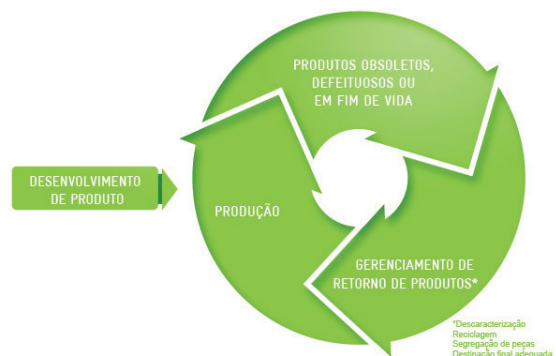 PRODUTOS OBSOLETOS,
DEFEITUOSOS OU
EM FIM DE VIDA
DESENVOLVIMENTO
DE PRODUTO
PRODUÇÃO
GERENCIAMENTO DE
RETORNO DE PRODUTOS*
*Descaracterização
Reciclagem
Segregação de peças
Destinação final adequada